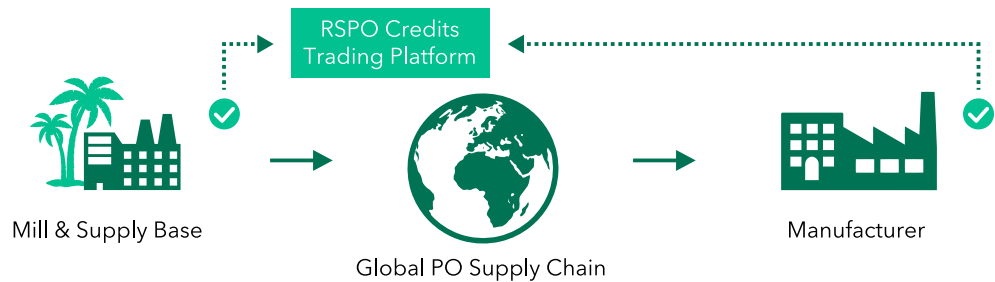 RSPO Credits
Trading Platform
Mill & Supply Base
Global PO Supply Chain
Manufacturer